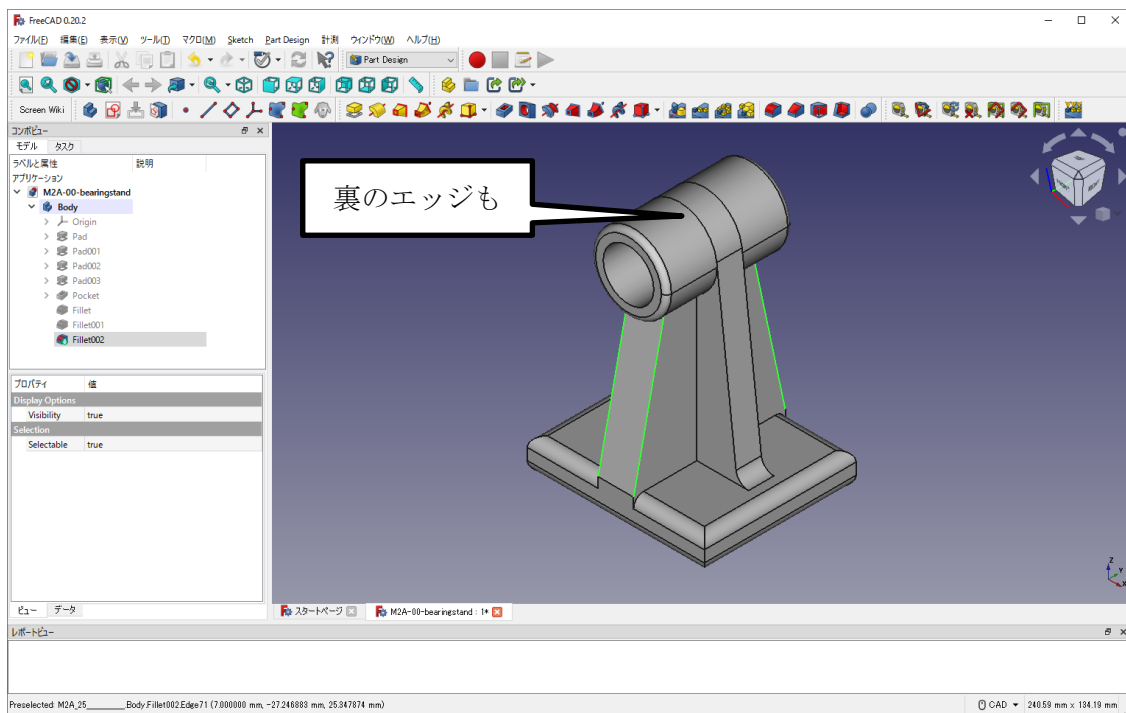 FreeCAD 0.20.2
ファイル(F) 編集(E) 表示(V) ツール(T) マクロ(M) Sketch Part Design 計測 ウィンドウ(W) ヘルプ(H)
Part Design
Screen Wiki
コンボビュー
モデル タスク
ラベルと属性 説明
アプリケーション
M2A-00-bearingstand
Body
Origin
Pad
Pad001
Pad002
Pad003
Pocket
Fillet
Fillet001
Fillet002
プロパティ 値
Display Options
Visibility true
Selection
Selectable true
ビュー データ
裏のエッジも
Z
Y
X
スタートページ M2A-00-bearingstand : 1*
レポートビュー
Preselected: M2A_25________.Body.Fillet002.Edge71 (7.000000 mm, -27.246883 mm, 25.347874 mm)
CAD 240.59 mm x 134.19 mm